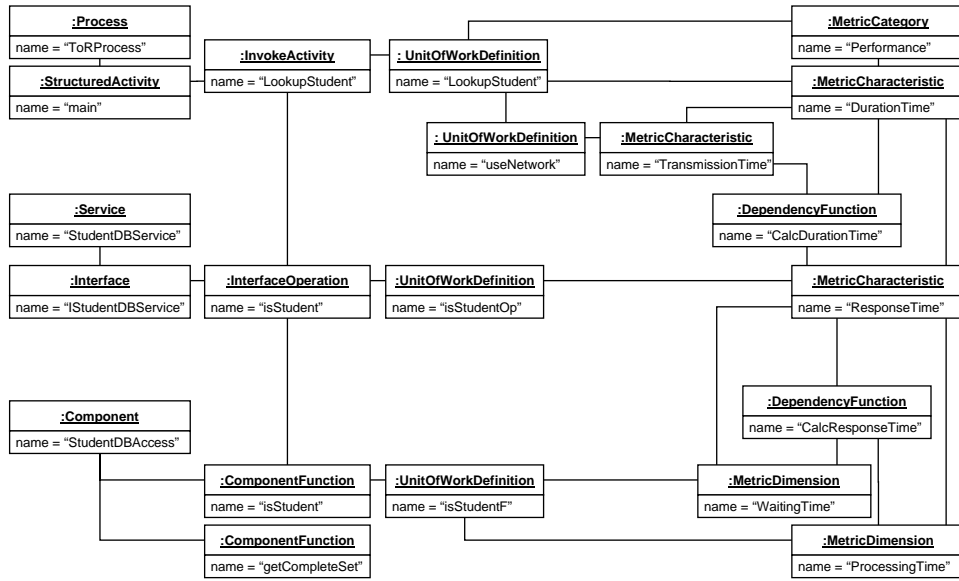 :Process
name = “ToRProcess”
:StructuredActivity
name = “main”
:InvokeActivity
name = “LookupStudent”
: UnitOfWorkDefinition
name = “LookupStudent”
:MetricCategory
name = “Performance”
:MetricCharacteristic
name = “DurationTime”
: UnitOfWorkDefinition
name = “useNetwork”
:MetricCharacteristic
name = “TransmissionTime”
:Service
name = “StudentDBService”
:DependencyFunction
name = “CalcDurationTime”
:Interface
name = “IStudentDBService”
:InterfaceOperation
name = “isStudent”
:UnitOfWorkDefinition
name = “isStudentOp”
:MetricCharacteristic
name = “ResponseTime”
:DependencyFunction
name = “CalcResponseTime”
:Component
name = “StudentDBAccess”
:ComponentFunction
name = “isStudent”
:UnitOfWorkDefinition
name = “isStudentF”
:MetricDimension
name = “WaitingTime”
:ComponentFunction
name = “getCompleteSet”
:MetricDimension
name = “ProcessingTime”